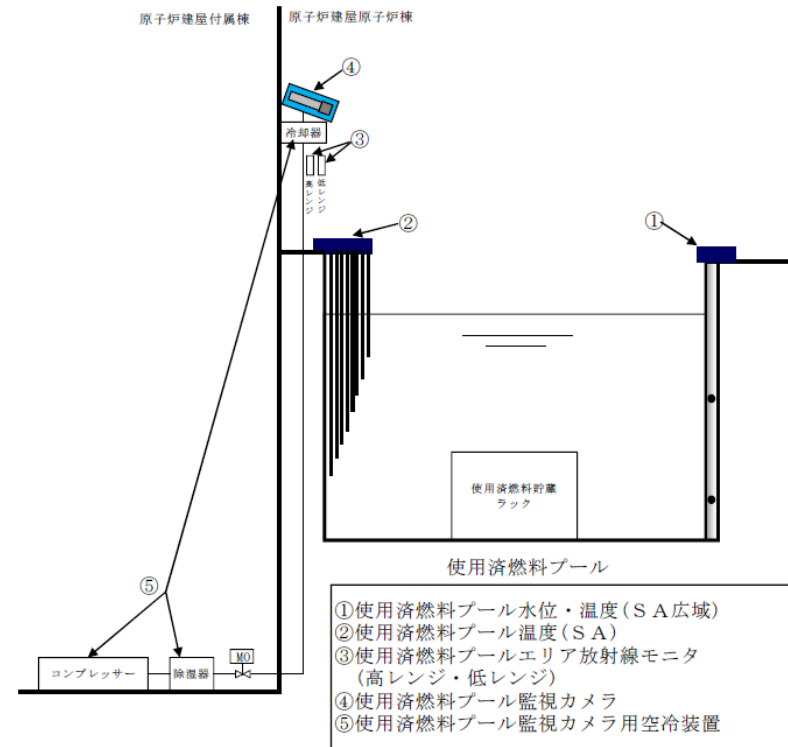 原子炉建屋付属棟
原子炉建屋原子炉棟
④
冷却器
③
高レンジ
低レンジ
②
①
使用済燃料貯蔵
ラック
使用済燃料プール
⑤
コンプレッサー
除湿器
MO
①使用済燃料プール水位・温度(ＳＡ広域)
②使用済燃料プール温度(ＳＡ)
③使用済燃料プールエリア放射線モニタ
(高レンジ・低レンジ)
④使用済燃料プール監視カメラ
⑤使用済燃料プール監視カメラ用空冷装置